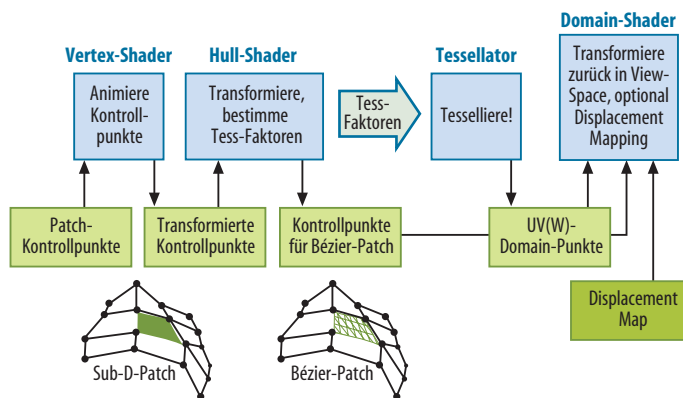 Domain-Shader
Vertex-Shader
Hull-Shader
Tessellator
Animiere
Kontroll-
punkte
Transformiere,
bestimme
Tess-Faktoren
Tess-
Faktoren
Tesselliere!
Transformiere
zurück in View-
Space, optional
Displacement
Mapping
Patch-
Kontrollpunkte
Transformierte
Kontrollpunkte
Kontrollpunkte
für Bézier-Patch
UV(W)-
Domain-Punkte
Displacement
Map
Sub-D-Patch
Bézier-Patch